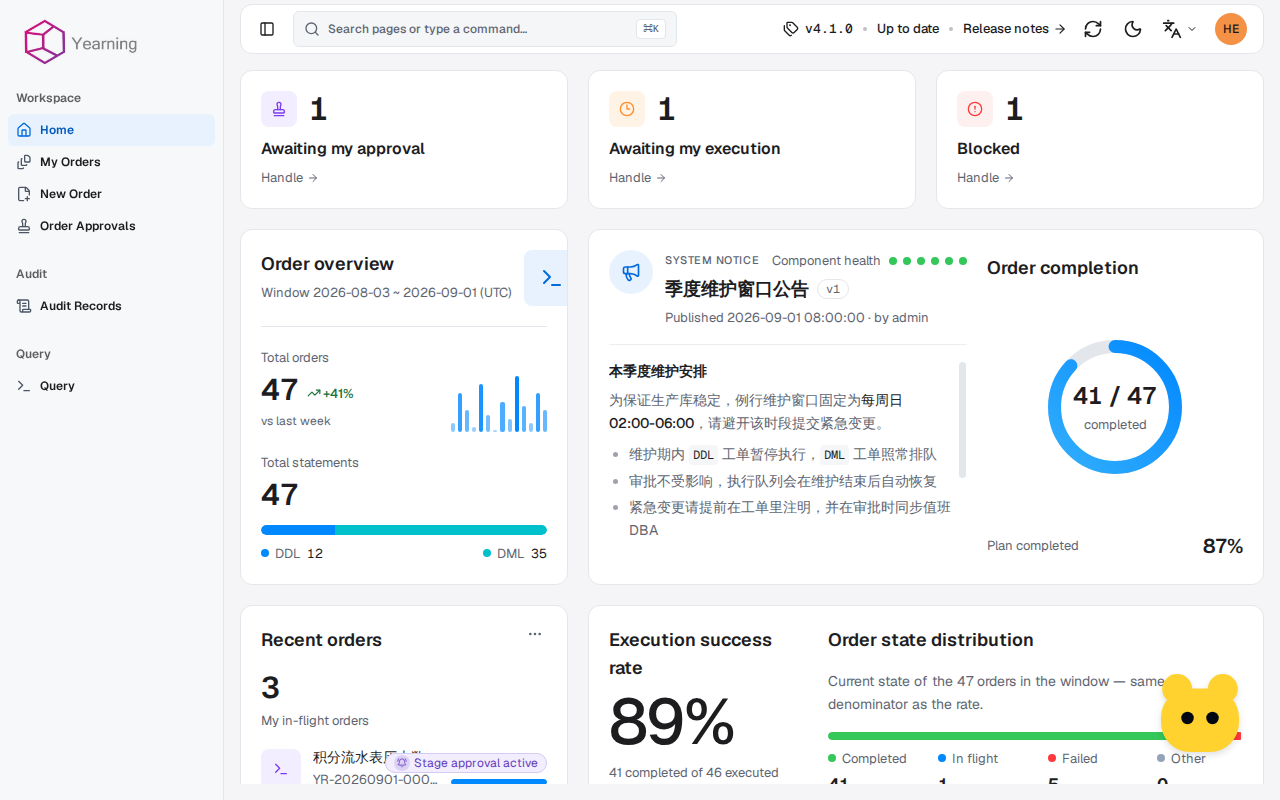 Yearning
Workspace
Home
My Orders
New Order
Order Approvals
Audit
Audit Records
Query
Query
Search pages or type a command…
⌘K
v4.1.0
Up to date
Release notes
HE
1
Awaiting my approval
Handle
1
Awaiting my execution
Handle
1
Blocked
Handle
Order overview
Window 2026-08-03 ~ 2026-09-01 (UTC)
Total orders
47 +41%
vs last week
Total statements
47
DDL 12
DML 35
SYSTEM NOTICE Component health
季度维护窗口公告 v1
Published 2026-09-01 08:00:00 · by admin
本季度维护安排
为保证生产库稳定，例行维护窗口固定为每周日
02:00-06:00，请避开该时段提交紧急变更。
维护期内 DDL 工单暂停执行，DML 工单照常排队
审批不受影响，执行队列会在维护结束后自动恢复
紧急变更请提前在工单里注明，并在审批时同步值班
DBA
Order completion
41 / 47
completed
Plan completed
87%
Recent orders
3
My in-flight orders
积分流水表
Stage approval active
YR-20260901-000…
Execution success
rate
89%
41 completed of 46 executed
Order state distribution
Current state of the 47 orders in the window — same
denominator as the rate.
Completed
In flight
Failed
Other
41
1
5
0